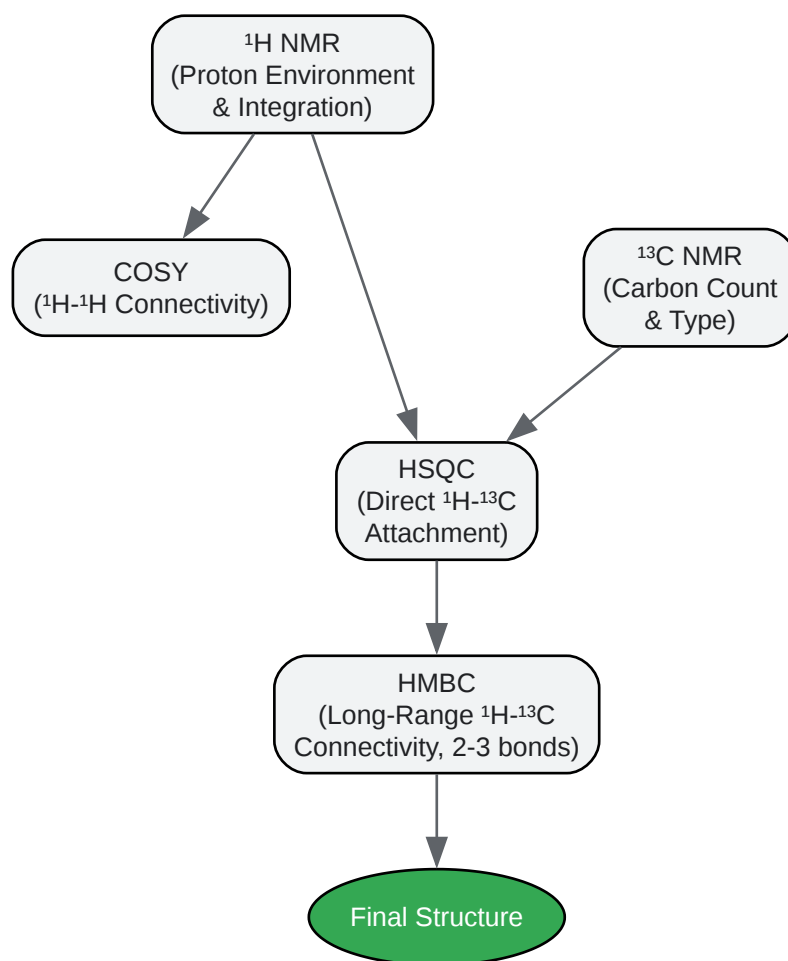 ¹H NMR
(Proton Environment
& Integration)
COSY
(¹H-¹H Connectivity)
¹³C NMR
(Carbon Count
& Type)
HSQC
(Direct ¹H-¹³C
Attachment)
HMBC
(Long-Range ¹H-¹³C
Connectivity, 2-3 bonds)
Final Structure